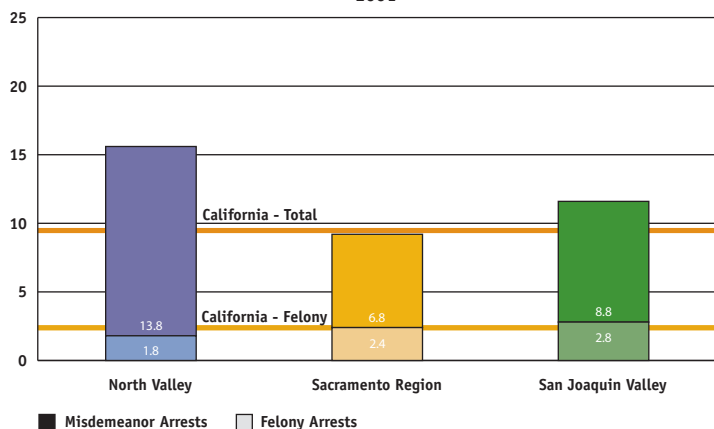 25
20
15
10
5
0
California - Total
California - Felony
13.8
1.8
6.8
2.4
8.8
2.8
North Valley
Sacramento Region
San Joaquin Valley
Misdemeanor Arrests
Felony Arrests